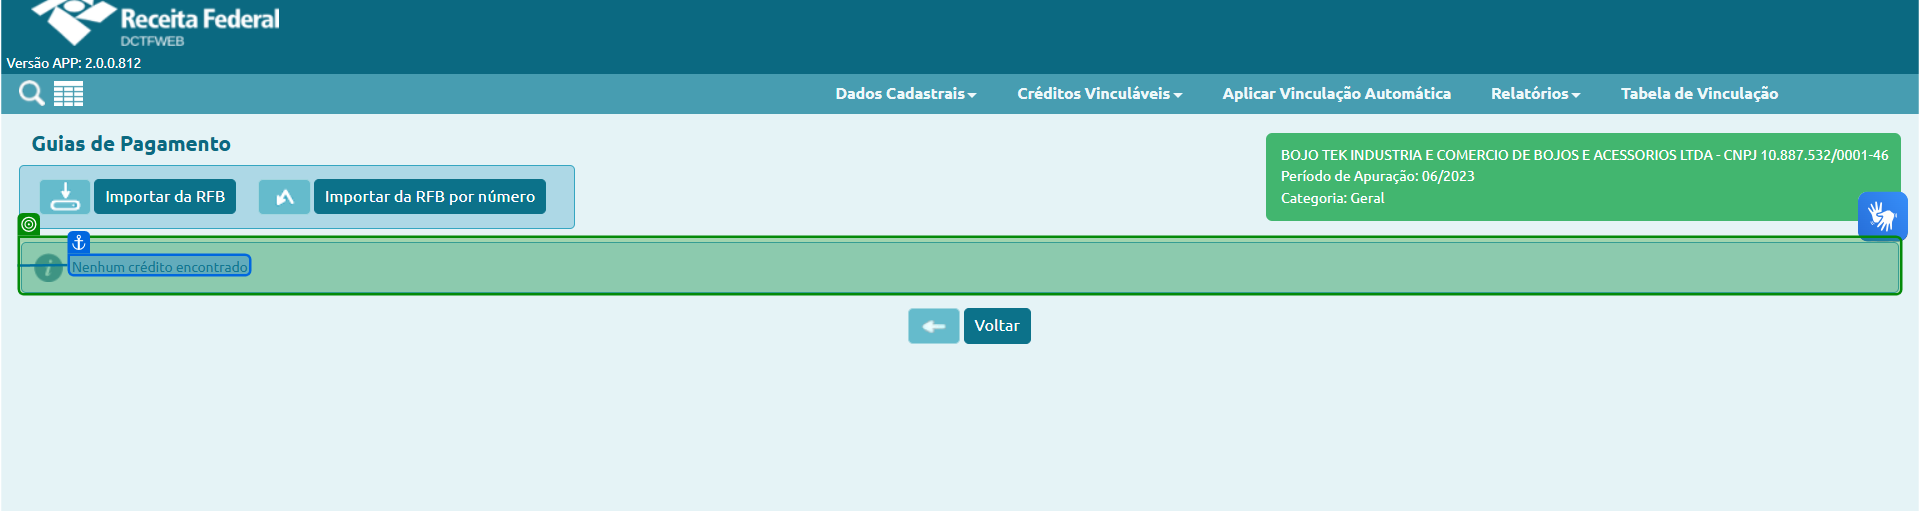 Receita Federal
DCTFWEB
Versão APP: 2.0.0.812
Dados Cadastrais
Créditos Vinculáveis
Aplicar Vinculação Automática
Relatórios
Tabela de Vinculação
Guias de Pagamento
Importar da RFB
Importar da RFB por número
BOJO TEK INDUSTRIA E COMERCIO DE BOJOS E ACESSORIOS LTDA - CNPJ 10.887.532/0001-46
Período de Apuração: 06/2023
Categoria: Geral
Nenhum crédito encontrado
Voltar